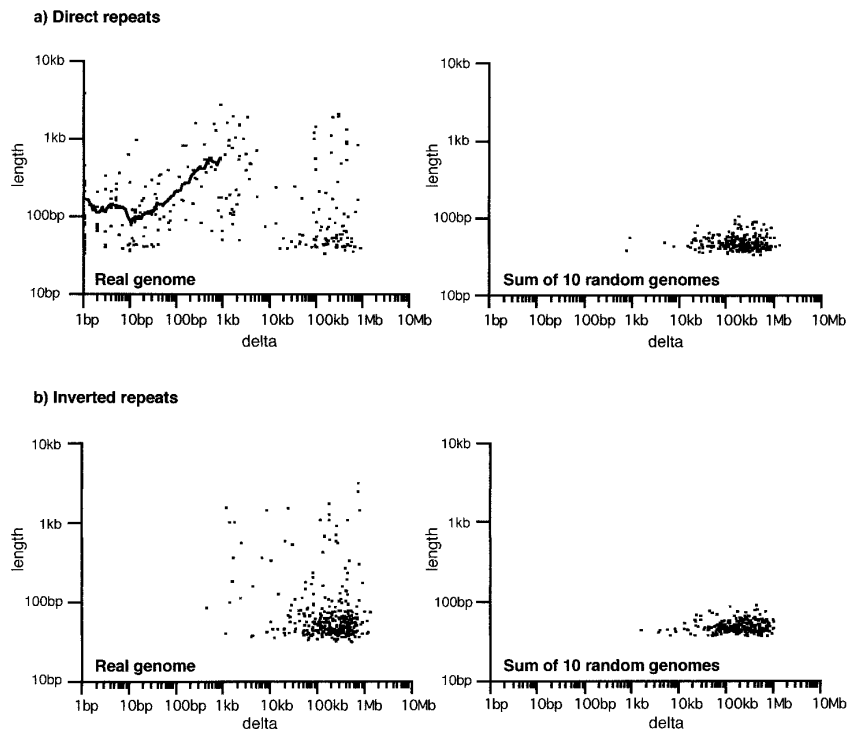 a) Direct repeats
10kb
1kb
100bp
10bp
length
Real genome
1bp 10bp 100bp 1kb 10kb 100kb 1Mb 10Mb
delta
10kb
1kb
100bp
10bp
length
Sum of 10 random genomes
1bp 10bp 100bp 1kb 10kb 100kb 1Mb 10Mb
delta
b) Inverted repeats
10kb
1kb
100bp
10bp
length
Real genome
1bp 10bp 100bp 1kb 10kb 100kb 1Mb 10Mb
delta
10kb
1kb
100bp
10bp
length
Sum of 10 random genomes
1bp 10bp 100bp 1kb 10kb 100kb 1Mb 10Mb
delta